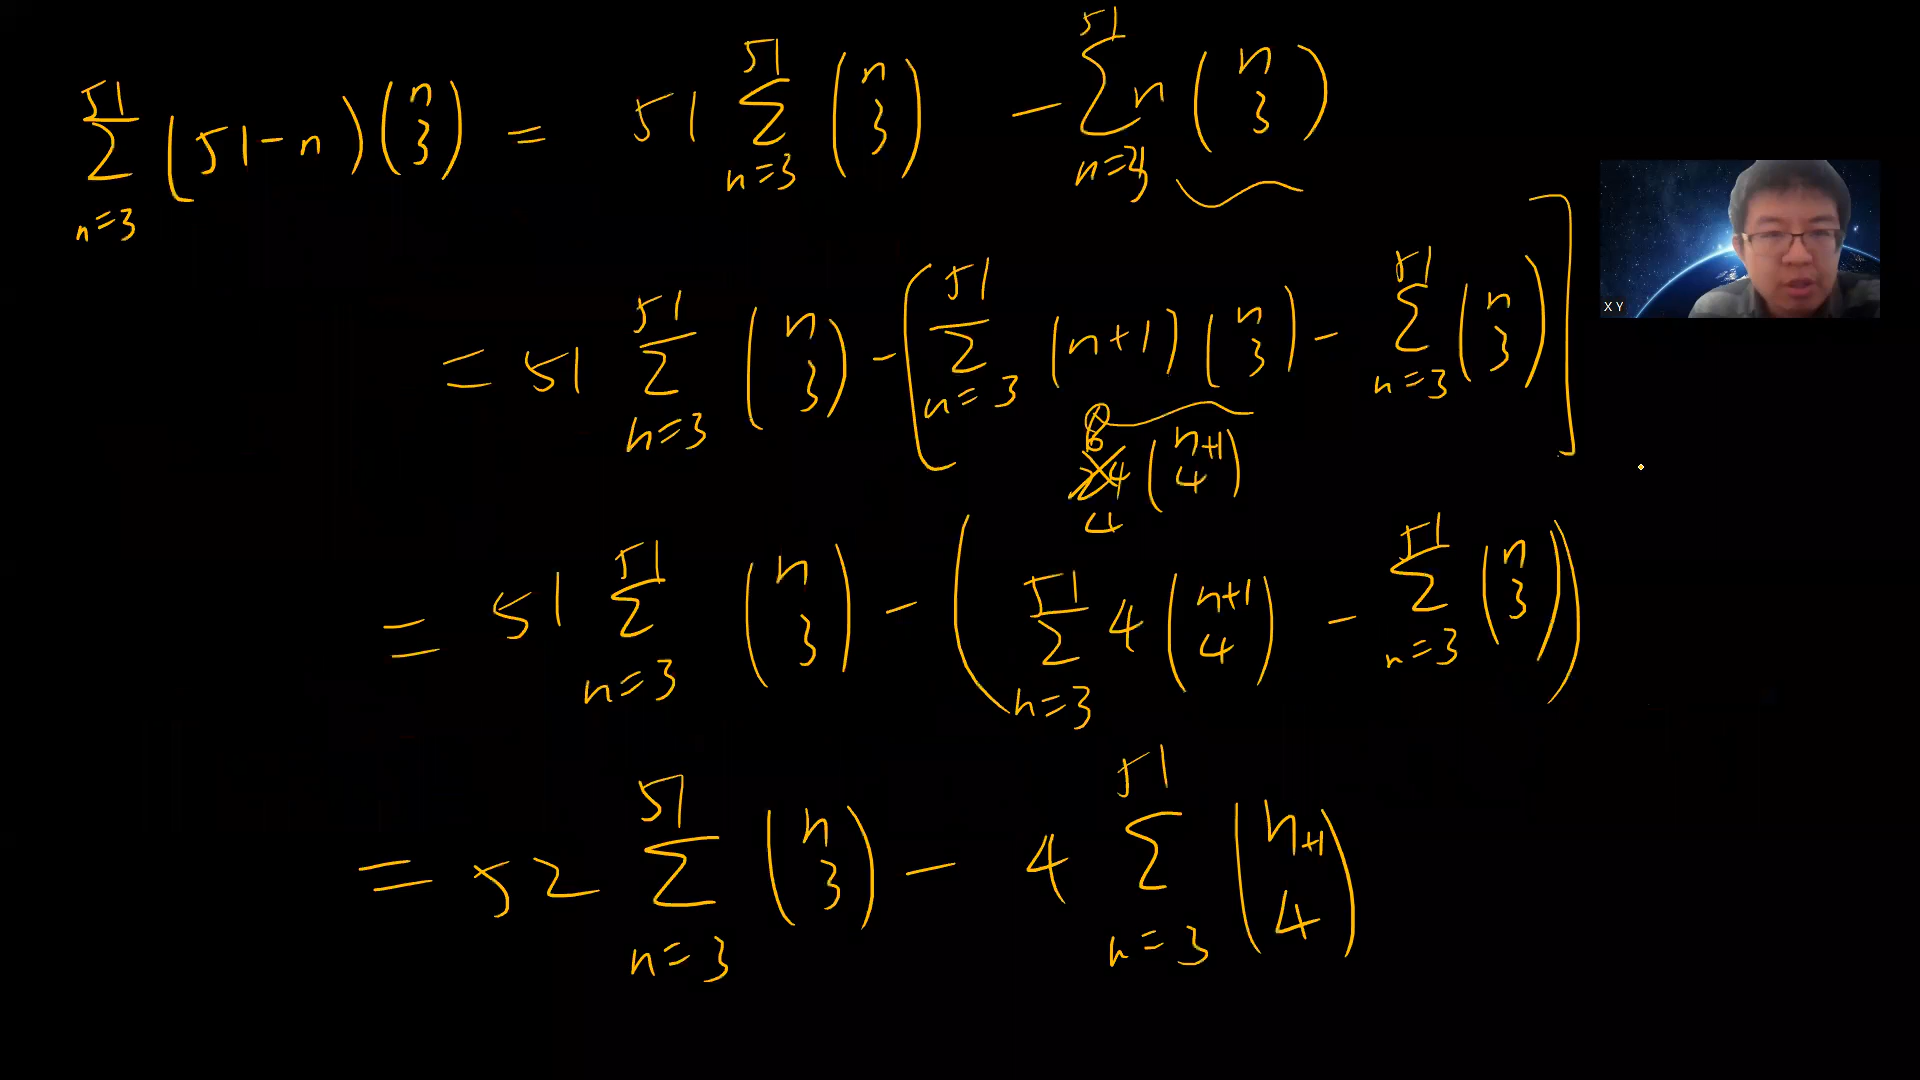 51 51 51
∑ (51-n) (n 3) = 51 ∑ (n 3) - ∑ n (n 3)
n=3 n=3 n=3
51 51 51
= 51 ∑ (n 3) - [ ∑ (n+1) (n 3) - ∑ (n 3) ]
n=3 n=3 n=3
4 (n+1 4)
51 51 51
= 51 ∑ (n 3) - ( ∑ 4 (n+1 4) - ∑ (n 3) )
n=3 n=3 n=3
51 51
= 52 ∑ (n 3) - 4 ∑ (n+1 4)
n=3 n=3
X Y